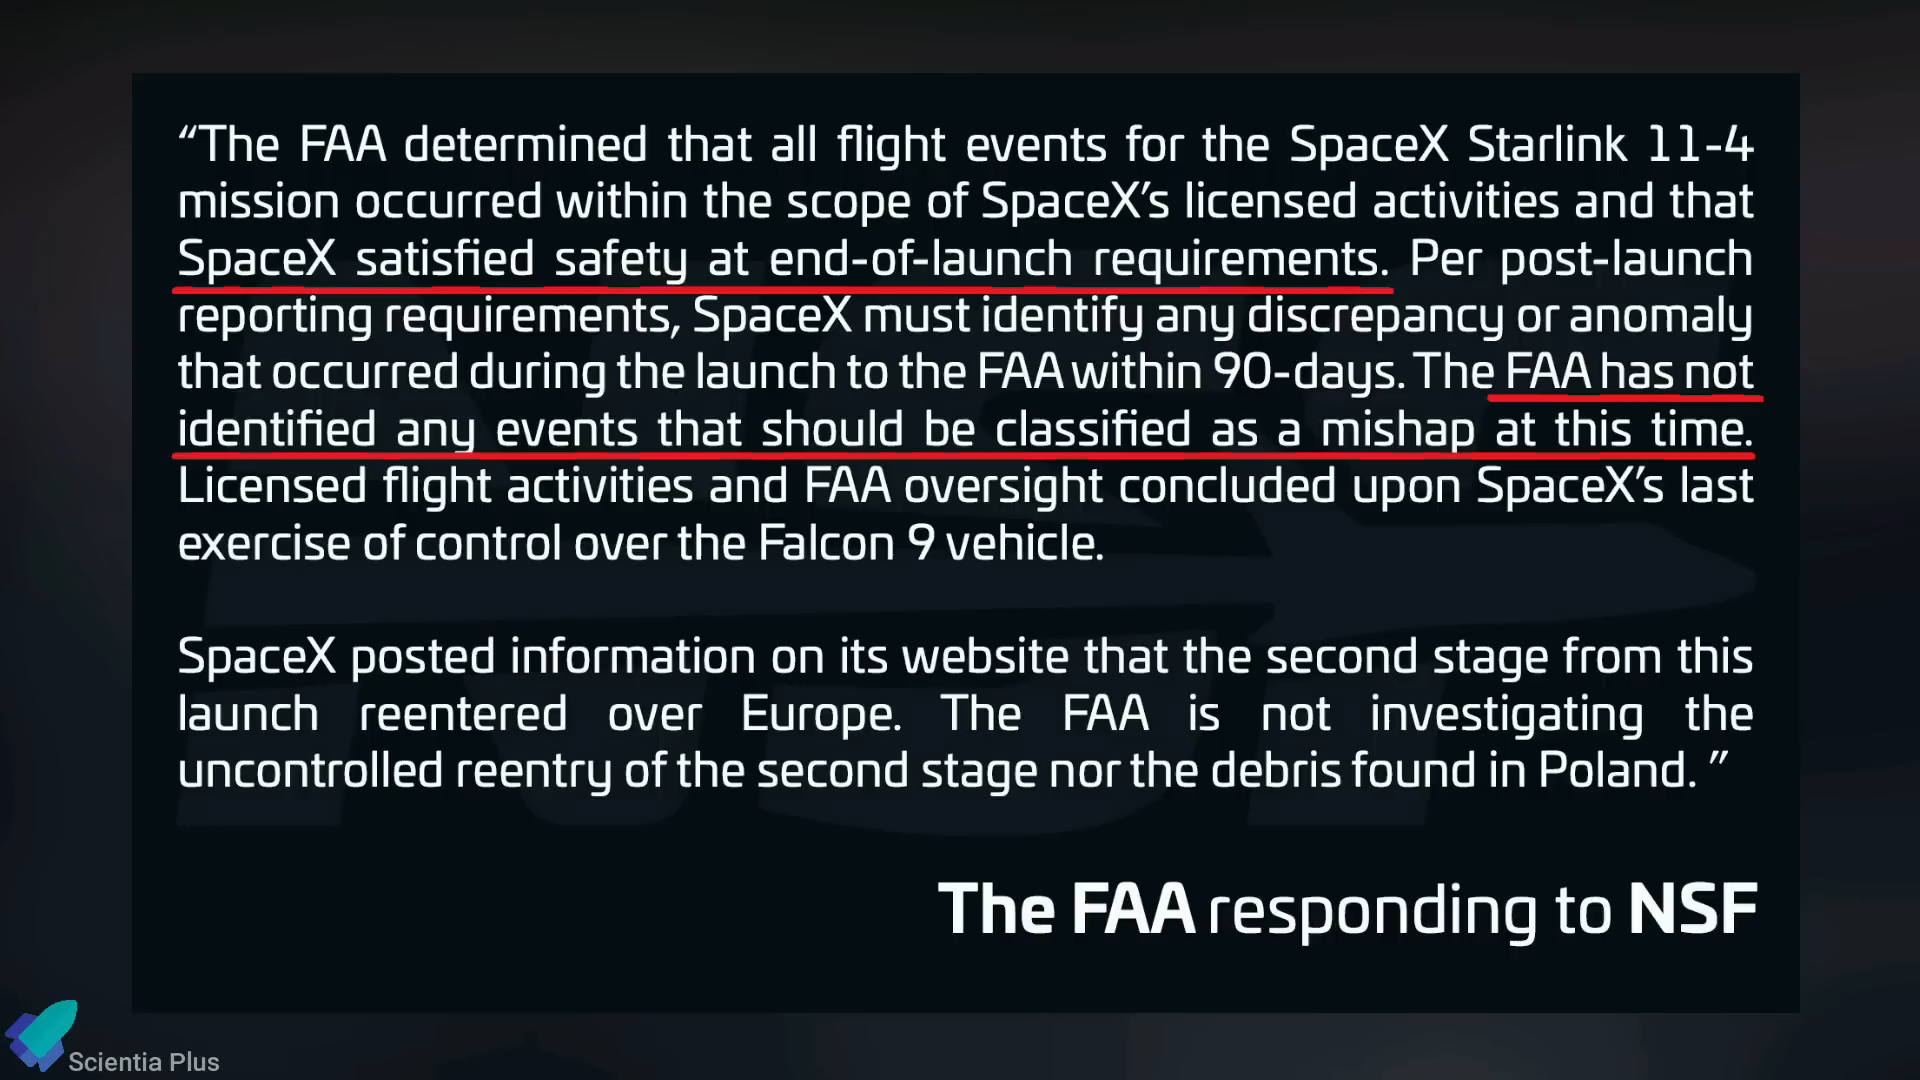 “The FAA determined that all flight events for the SpaceX Starlink 11-4
mission occurred within the scope of SpaceX’s licensed activities and that
SpaceX satisfied safety at end-of-launch requirements. Per post-launch
reporting requirements, SpaceX must identify any discrepancy or anomaly
that occurred during the launch to the FAA within 90-days. The FAA has not
identified any events that should be classified as a mishap at this time.
Licensed flight activities and FAA oversight concluded upon SpaceX’s last
exercise of control over the Falcon 9 vehicle.
SpaceX posted information on its website that the second stage from this
launch reentered over Europe. The FAA is not investigating the
uncontrolled reentry of the second stage nor the debris found in Poland. ”
The FAA responding to NSF
Scientia Plus